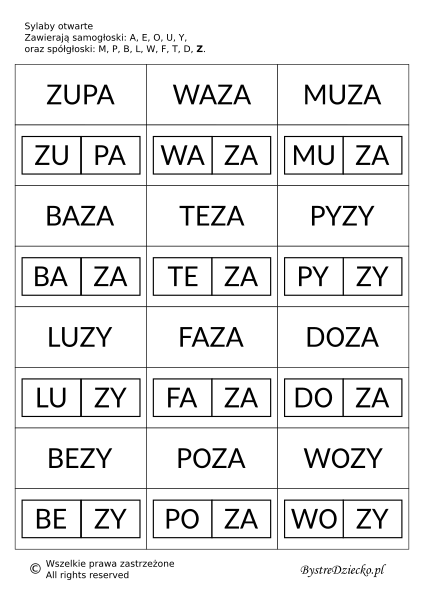 Sylaby otwarte
Zawierają samogłoski: A, E, O, U, Y,
oraz spółgłoski: M, P, B, L, W, F, T, D, Z.
ZUPA WAZA MUZA
ZU PA WA ZA MU ZA
BAZA TEZA PYZY
BA ZA TE ZA PY ZY
LUZY FAZA DOZA
LU ZY FA ZA DO ZA
BEZY POZA WOZY
BE ZY PO ZA WO ZY
© Wszelkie prawa zastrzeżone
All rights reserved
BystreDziecko.pl